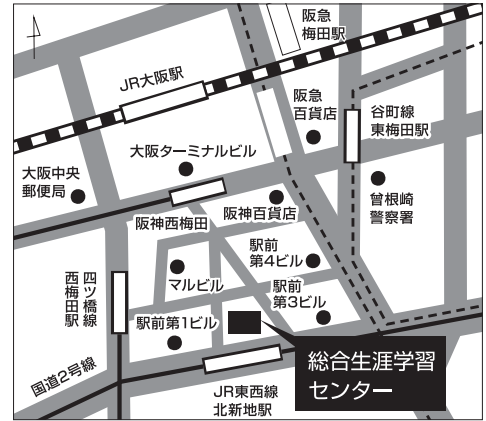 阪急
梅田駅
JR大阪駅
阪急
百貨店
谷町線
東梅田駅
大阪ターミナルビル
大阪中央
郵便局
曾根崎
警察署
阪神西梅田
阪神百貨店
駅前
第4ビル
マルビル
駅前
第3ビル
四ツ橋線
西梅田駅
駅前第1ビル
国道2号線
総合生涯学習
センター
JR東西線
北新地駅